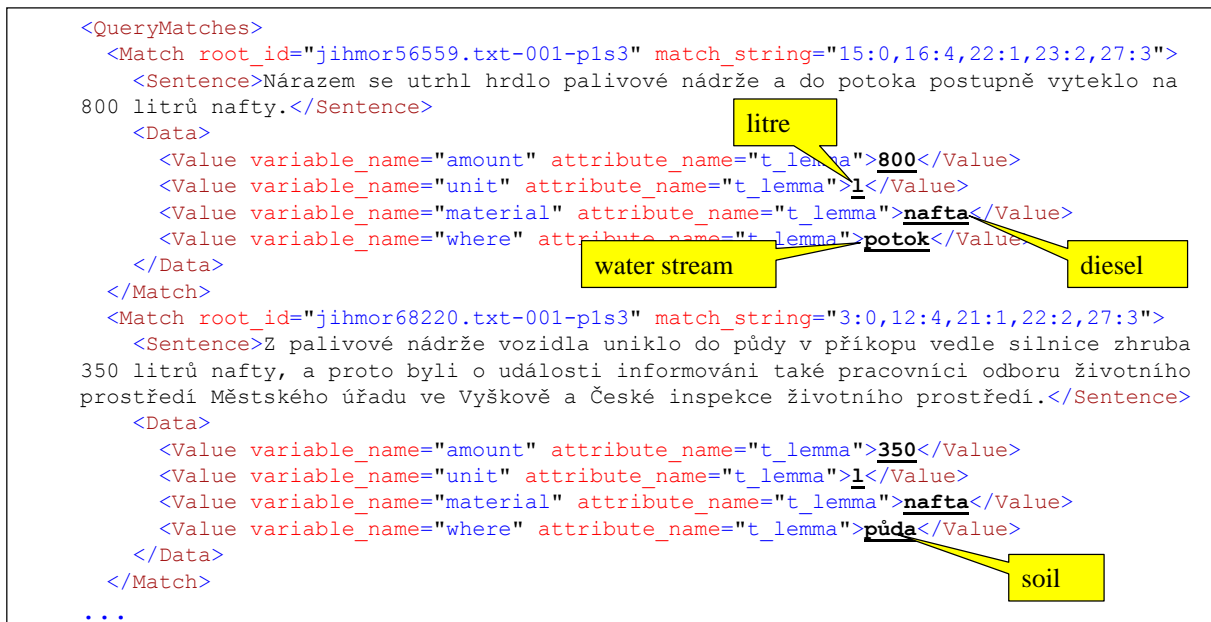 <QueryMatches>
<Match root_id="jihmor56559.txt-001-p1s3" match_string="15:0,16:4,22:1,23:2,27:3">
<Sentence>Nárazem se utrhl hrdlo palivové nádrže a do potoka postupně vyteklo na
800 litrů nafty.</Sentence>
litre
<Data>
<Value variable_name="amount" attribute_name="t_lemma">800</Value>
<Value variable_name="unit" attribute_name="t_lemma">l</Value>
<Value variable_name="material" attribute_name="t_lemma">nafta</Value>
<Value variable_name="where" attribute_name="t_lemma">potok</Value>
water stream
diesel
</Data>
</Match>
<Match root_id="jihmor68220.txt-001-p1s3" match_string="3:0,12:4,21:1,22:2,27:3">
<Sentence>Z palivové nádrže vozidla uniklo do půdy v příkopu vedle silnice zhruba
350 litrů nafty, a proto byli o události informováni také pracovníci odboru životního
prostředí Městského úřadu ve Vyškově a České inspekce životního prostředí.</Sentence>
<Data>
<Value variable_name="amount" attribute_name="t_lemma">350</Value>
<Value variable_name="unit" attribute_name="t_lemma">l</Value>
<Value variable_name="material" attribute_name="t_lemma">nafta</Value>
<Value variable_name="where" attribute_name="t_lemma">půda</Value>
</Data>
soil
</Match>
...